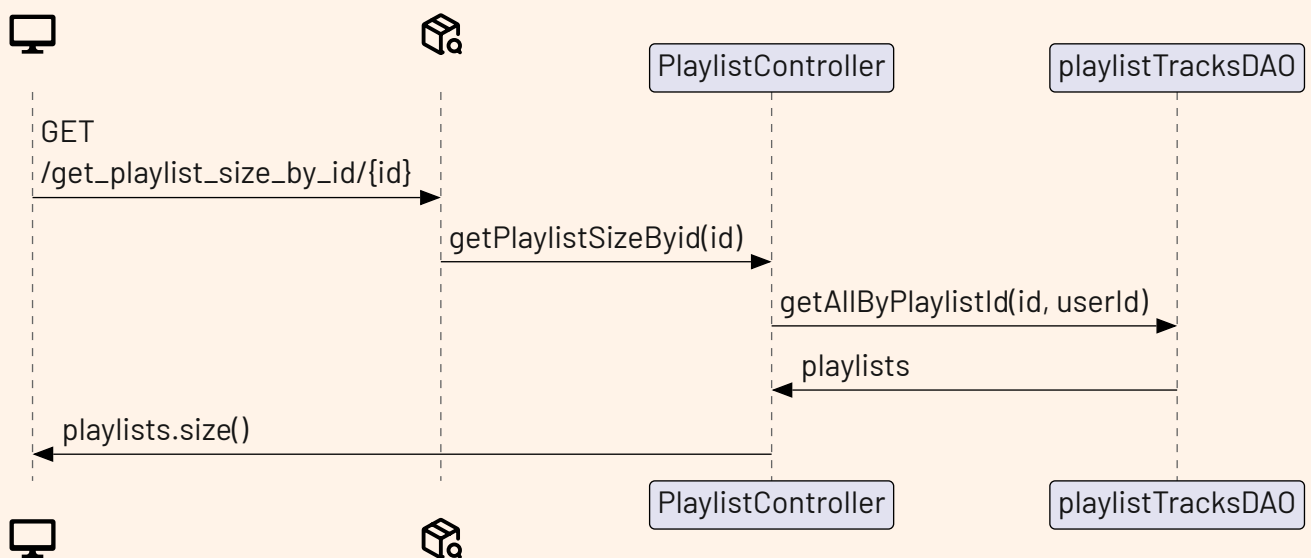 PlaylistController
playlistTracksDAO
GET
/get_playlist_size_by_id/{id}
getPlaylistSizeByid(id)
getAllByPlaylistId(id, userId)
playlists
playlists.size()
PlaylistController
playlistTracksDAO